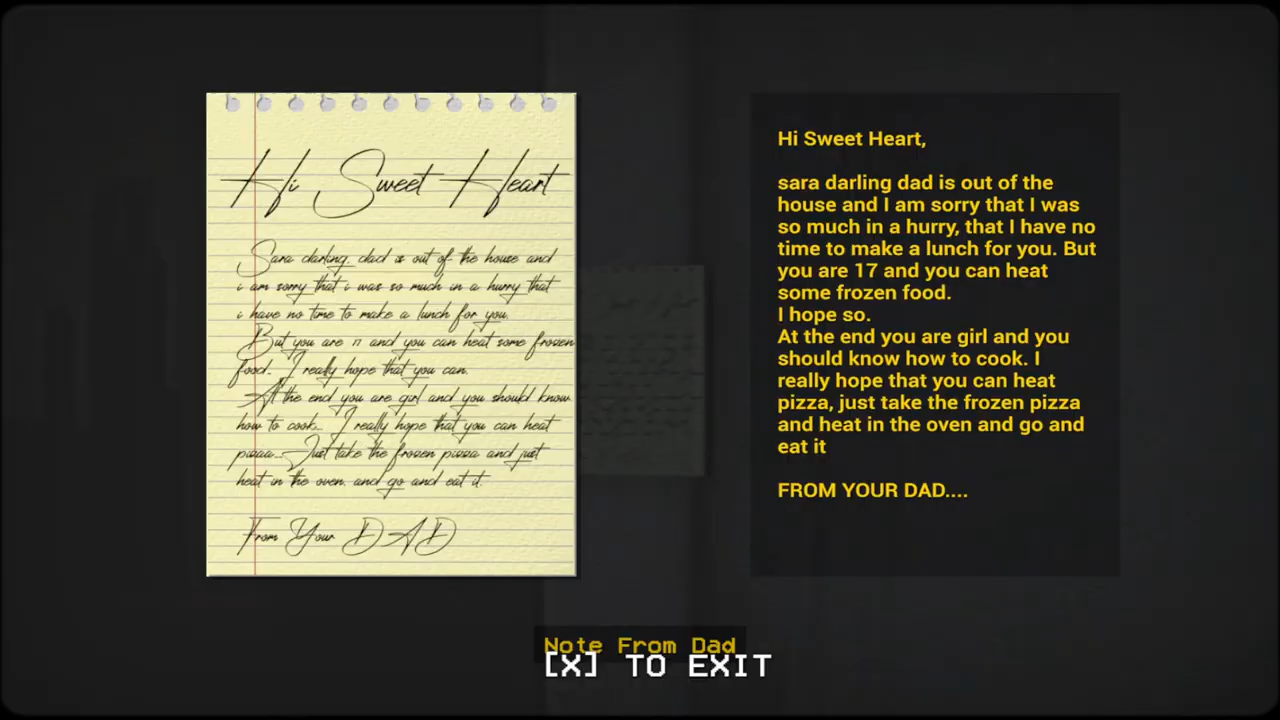 Hi Sweet Heart
Sara darling, dad is out of the house and
i am sorry that i was so much in a hurry that
i have no time to make a lunch for you.
But you are 17 and you can heat some frozen
food.. I really hope that you can.
At the end you are girl and you should know
how to cook... I really hope that you can heat
pizaa...Just take the frozen pizza and just
heat in the oven, and go and eat it.
From Your DAD
Hi Sweet Heart,
sara darling dad is out of the
house and I am sorry that I was
so much in a hurry, that I have no
time to make a lunch for you. But
you are 17 and you can heat
some frozen food.
I hope so.
At the end you are girl and you
should know how to cook. I
really hope that you can heat
pizza, just take the frozen pizza
and heat in the oven and go and
eat it
FROM YOUR DAD....
Note From Dad
[X] TO EXIT